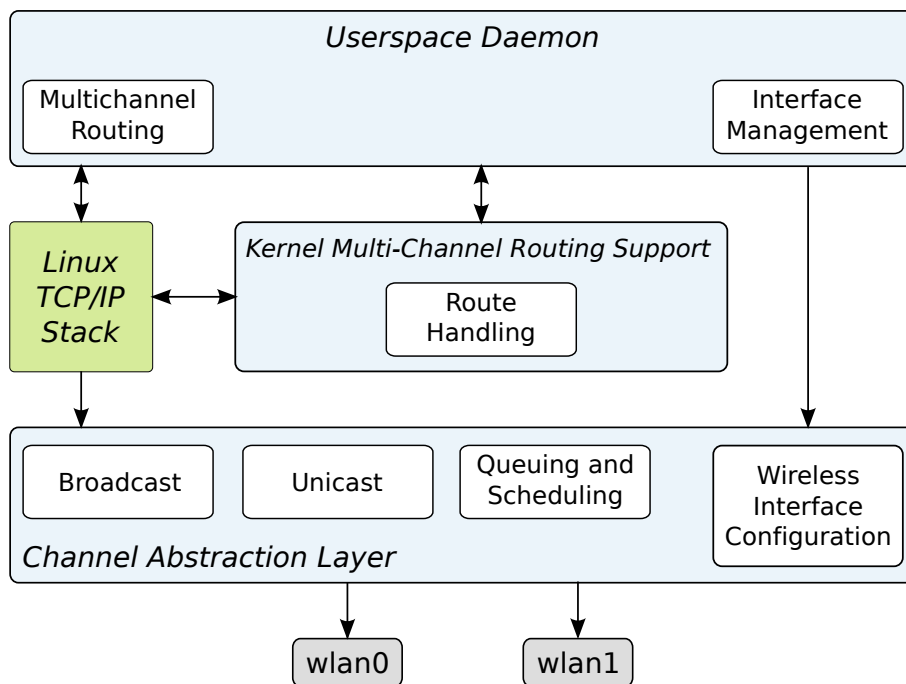 Userspace Daemon
Multichannel
Routing
Interface
Management
Linux
TCP/IP
Stack
Kernel Multi-Channel Routing Support
Route
Handling
Broadcast
Unicast
Queuing and
Scheduling
Wireless
Interface
Configuration
Channel Abstraction Layer
wlan0
wlan1